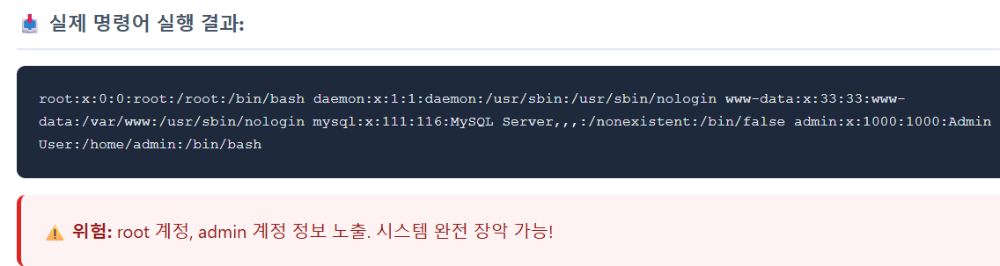 실제 명령어 실행 결과:
root:x:0:0:root:/root:/bin/bash daemon:x:1:1:daemon:/usr/sbin:/usr/sbin/nologin www-data:x:33:33:www-
data:/var/www:/usr/sbin/nologin mysql:x:111:116:MySQL Server,,,:/nonexistent:/bin/false admin:x:1000:1000:Admin
User:/home/admin:/bin/bash
위험: root 계정, admin 계정 정보 노출. 시스템 완전 장악 가능!